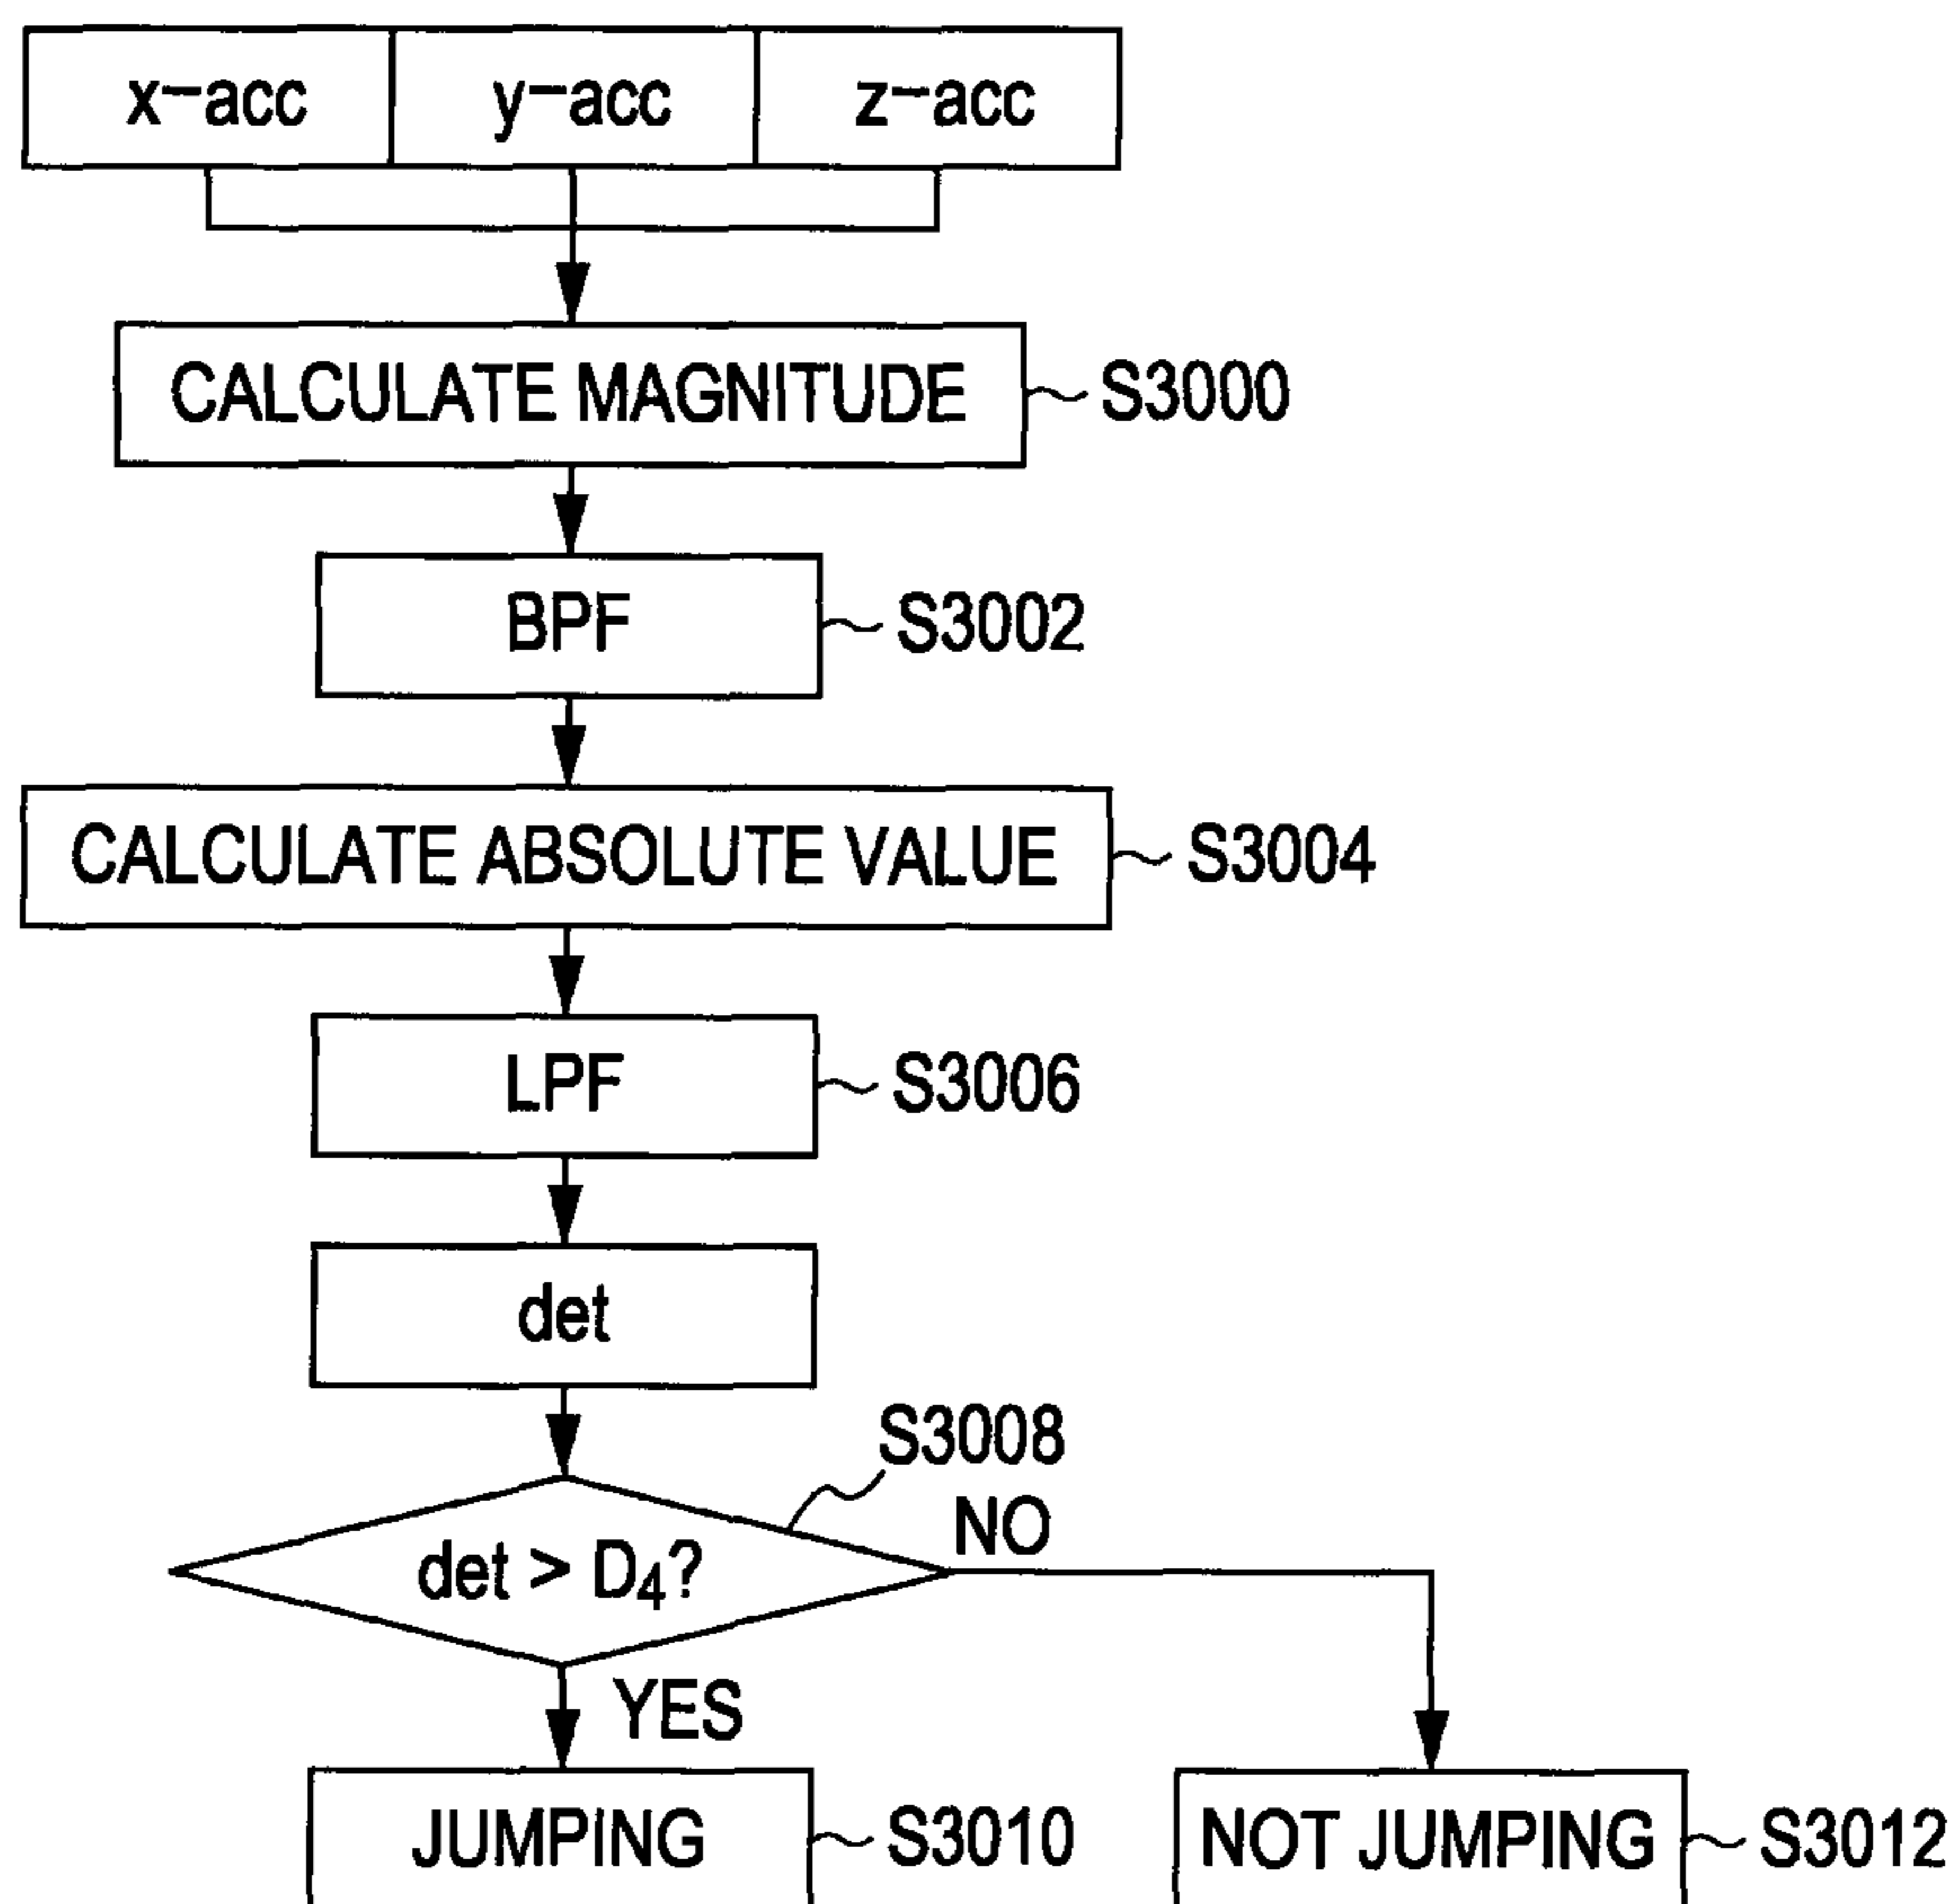 x-acc y-acc z-acc
CALCULATE MAGNITUDE S3000
BPF S3002
CALCULATE ABSOLUTE VALUE S3004
LPF S3006
det
S3008
NO
det > D₄?
YES
JUMPING S3010 NOT JUMPING S3012